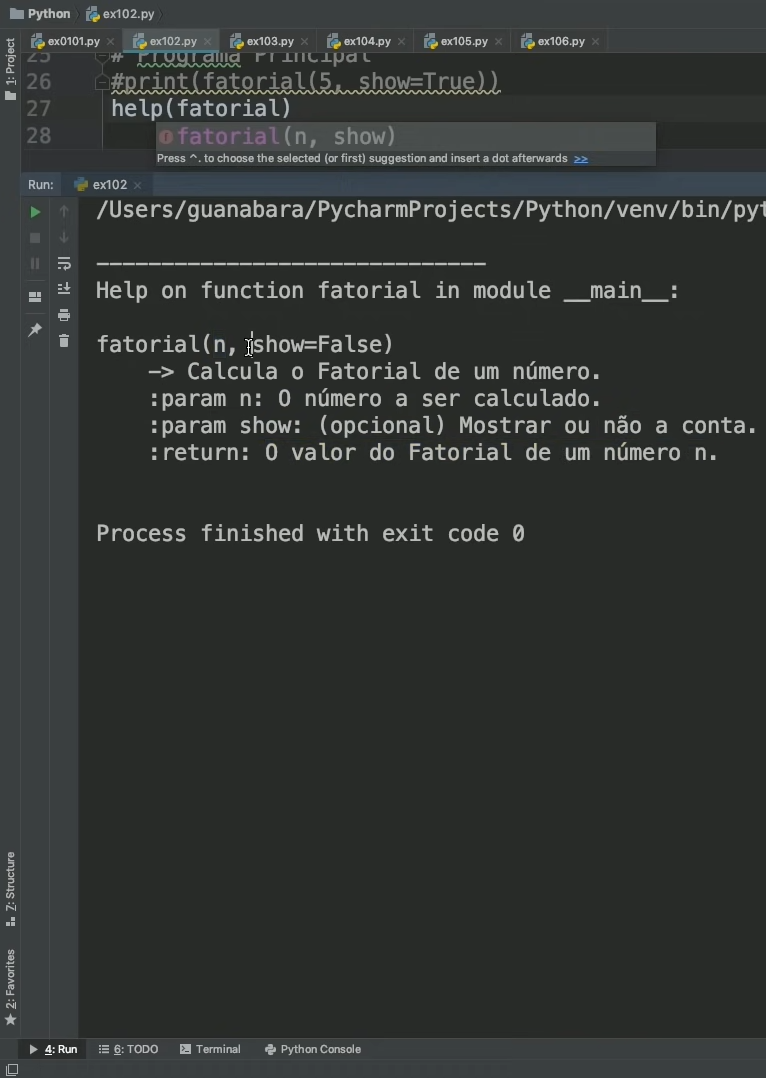 Python ex102.py
1: Project
ex0101.py ex102.py ex103.py ex104.py ex105.py ex106.py
25 # Programa Principal
26 #print(fatorial(5, show=True))
27 help(fatorial)
28
f fatorial(n, show)
Press ^. to choose the selected (or first) suggestion and insert a dot afterwards >>
Run: ex102
/Users/guanabara/PycharmProjects/Python/venv/bin/pyt
------------------------------
Help on function fatorial in module __main__:
fatorial(n, show=False)
-> Calcula o Fatorial de um número.
:param n: O número a ser calculado.
:param show: (opcional) Mostrar ou não a conta.
:return: O valor do Fatorial de um número n.
Process finished with exit code 0
7: Structure
2: Favorites
4: Run 6: TODO Terminal Python Console